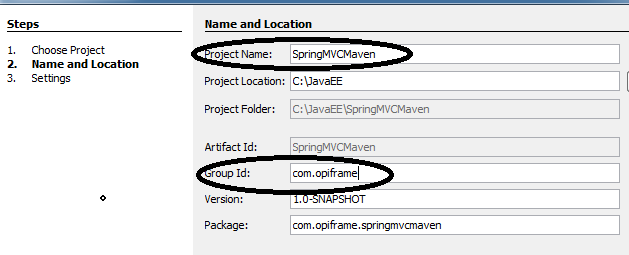 Steps
1. Choose Project
2. Name and Location
3. Settings
Name and Location
Project Name: SpringMVCMaven
Project Location: C:\JavaEE
Project Folder: C:\JavaEE\SpringMVCMaven
Artifact Id: SpringMVCMaven
Group Id: com.opiframe
Version: 1.0-SNAPSHOT
Package: com.opiframe.springmvcmaven